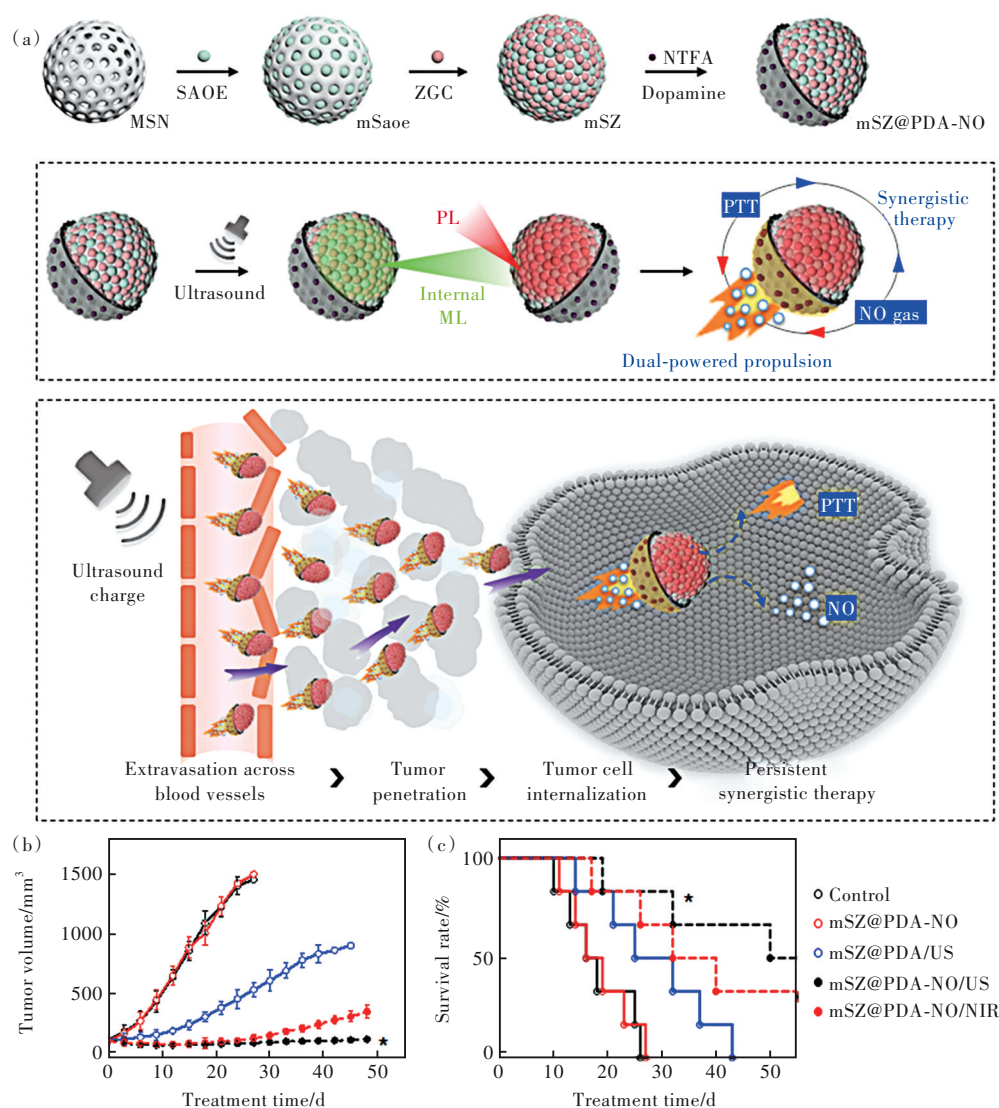 (a)
SAOE
ZGC
NTFA
Dopamine
MSN
mSaoe
mSZ
mSZ@PDA-NO
Ultrasound
PL
Internal
ML
PTT
Synergistic
therapy
NO gas
Dual-powered propulsion
Ultrasound
charge
PTT
NO
Extravasation across
blood vessels
Tumor
penetration
Tumor cell
internalization
Persistent
synergistic therapy
(b)
1500
1000
500
0
Tumor volume/mm³
0 10 20 30 40 50
Treatment time/d
*
(c)
100
50
0
Survival rate/%
0 10 20 30 40 50
Treatment time/d
*
Control
mSZ@PDA-NO
mSZ@PDA/US
mSZ@PDA-NO/US
mSZ@PDA-NO/NIR